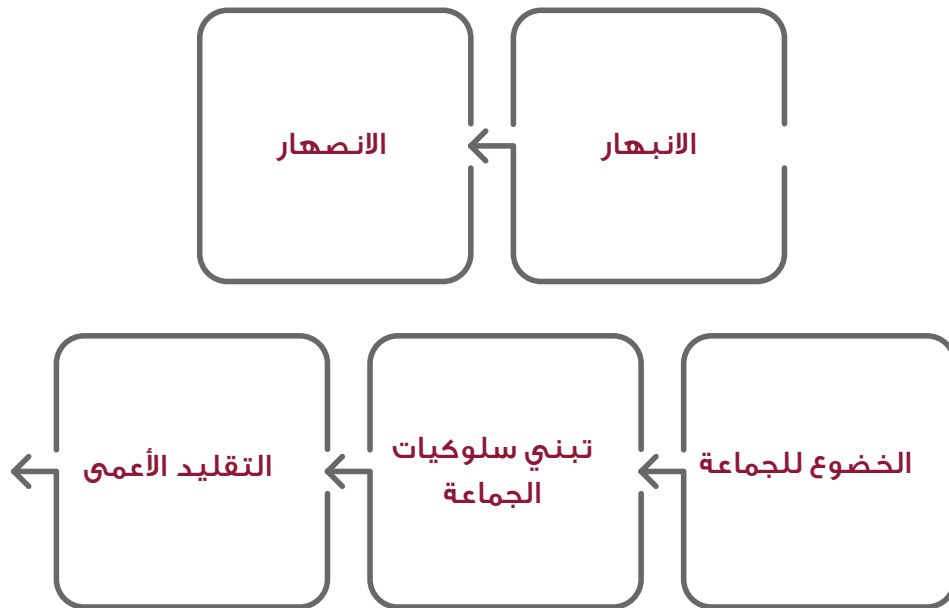 الانبهار
الانصهار
الخضوع للجماعة
تبني سلوكيات
الجماعة
التقليد الأعمى